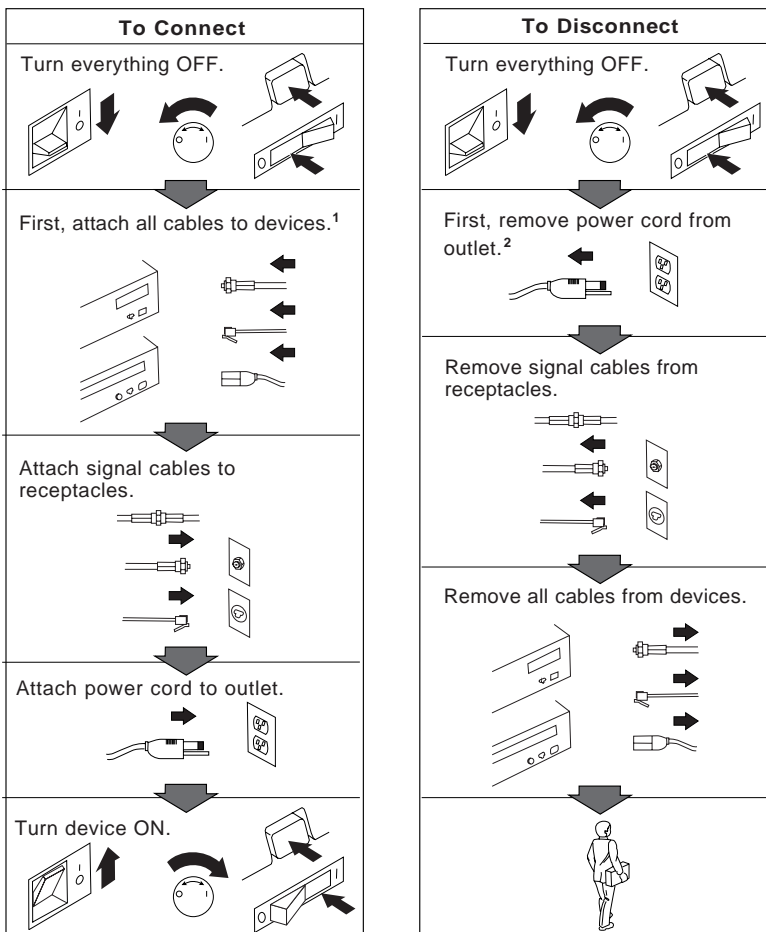 To Connect
Turn everything OFF.
First, attach all cables to devices.1
Attach signal cables to
receptacles.
Attach power cord to outlet.
Turn device ON.
To Disconnect
Turn everything OFF.
First, remove power cord from
outlet.2
Remove signal cables from
receptacles.
Remove all cables from devices.